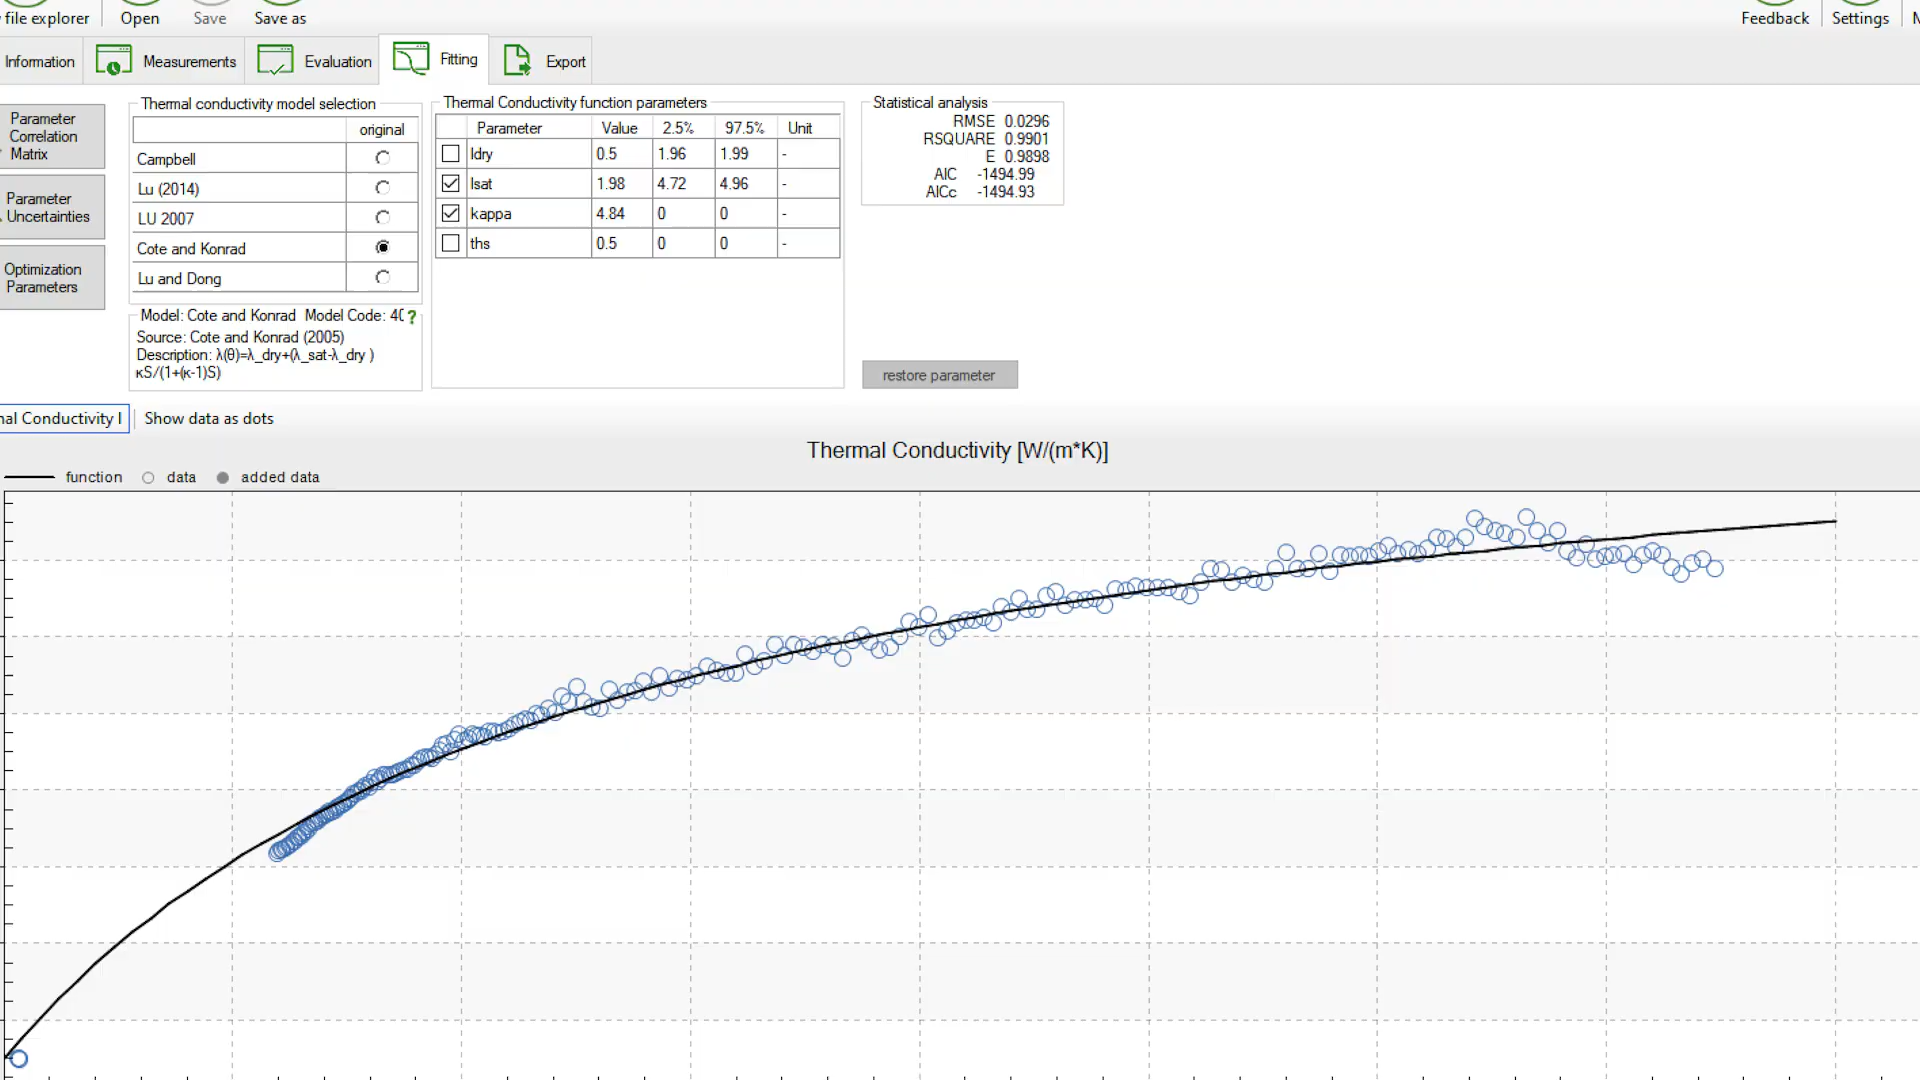 file explorer Open Save Save as Feedback Settings
Information Measurements Evaluation Fitting Export
Parameter
Correlation
Matrix
Parameter
Uncertainties
Optimization
Parameters
Thermal conductivity model selection
original
Campbell
Lu (2014)
LU 2007
Cote and Konrad
Lu and Dong
Model: Cote and Konrad Model Code: 40 ?
Source: Cote and Konrad (2005)
Description: λ(θ)=λ_dry+(λ_sat-λ_dry )
κS/(1+(κ-1)S)
Thermal Conductivity function parameters
Parameter Value 2.5% 97.5% Unit
ldry 0.5 1.96 1.99 -
lsat 1.98 4.72 4.96 -
kappa 4.84 0 0 -
ths 0.5 0 0 -
Statistical analysis
RMSE 0.0296
RSQUARE 0.9901
E 0.9898
AIC -1494.99
AICc -1494.93
restore parameter
nal Conductivity l Show data as dots
Thermal Conductivity [W/(m*K)]
function data added data